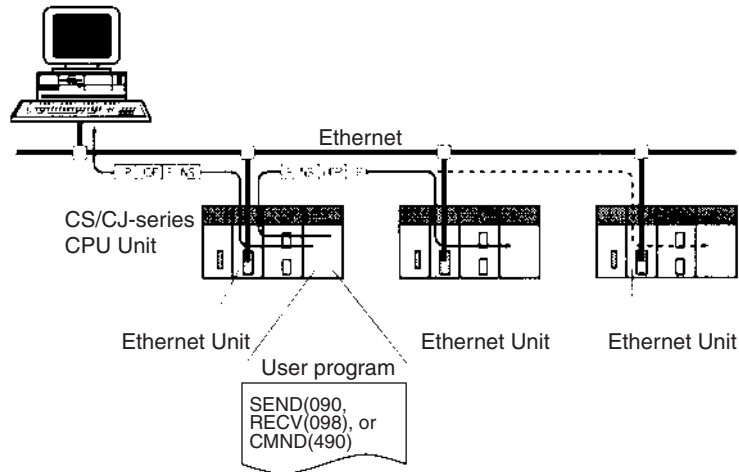 Ethernet
CS/CJ-series
CPU Unit
Ethernet Unit
Ethernet Unit
Ethernet Unit
User program
SEND(090,
RECV(098), or
CMND(490)